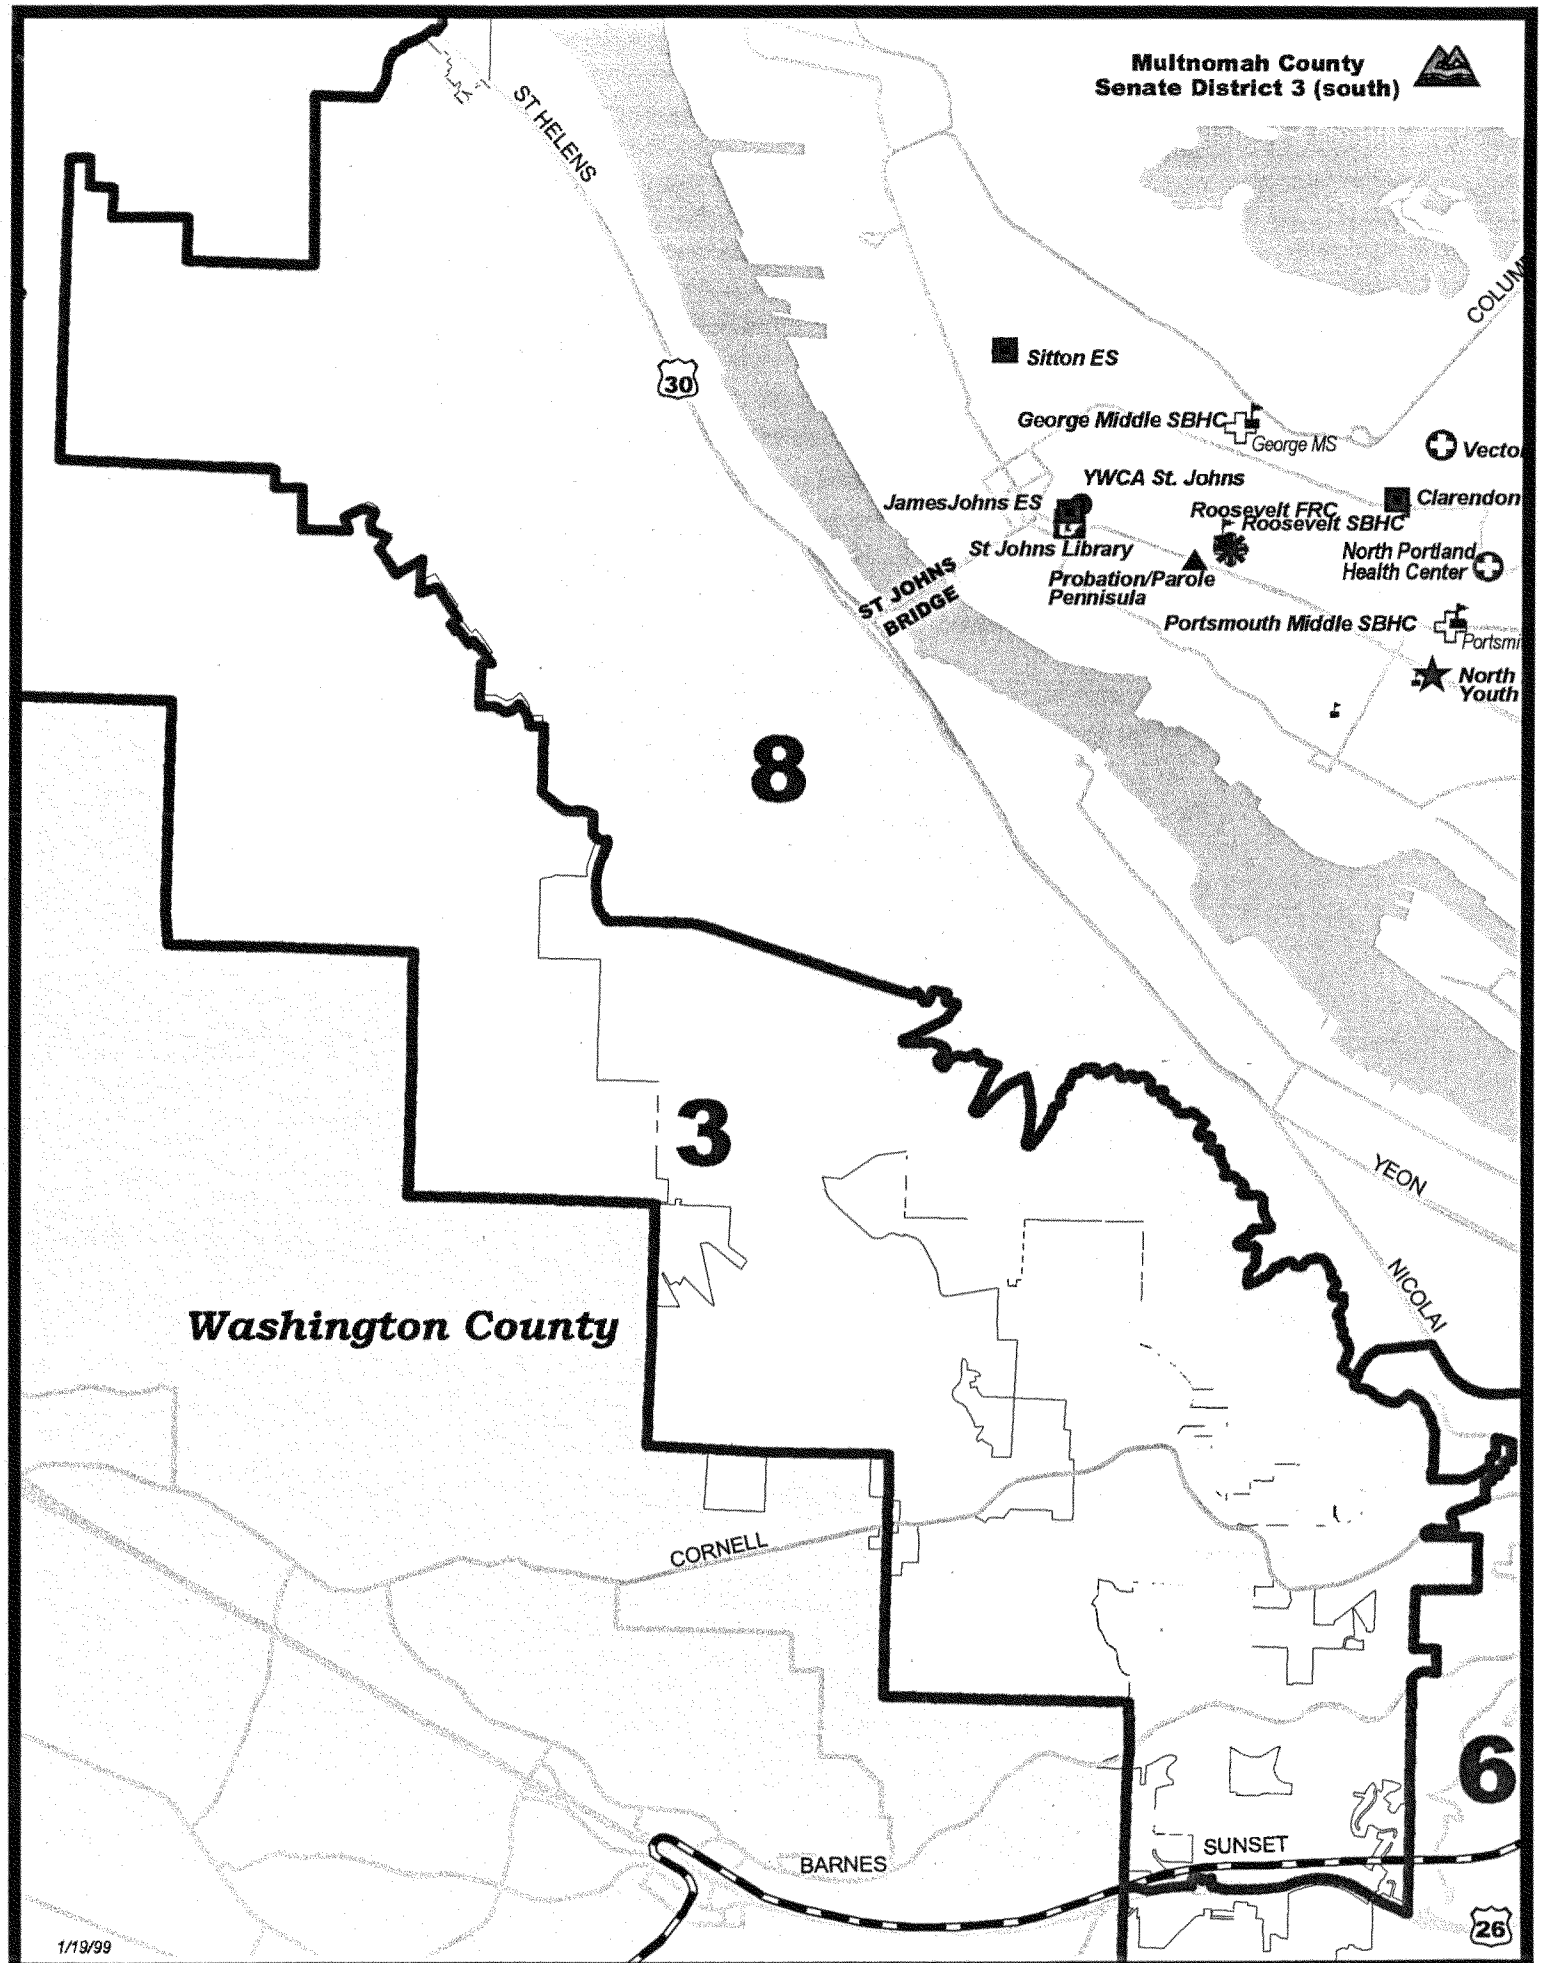 Multnomah County
Senate District 3 (south)
ST HELENS
30
Sitton ES
George Middle SBHC
George MS
Vecto
YWCA St. Johns
JamesJohns ES
Clarendon
Roosevelt FRC
Roosevelt SBHC
St Johns Library
North Portland
Health Center
Probation/Parole
Pennisula
ST JOHNS
BRIDGE
Portsmouth Middle SBHC
Portsm
North
Youth
8
3
YEON
NICOLAI
Washington County
CORNELL
6
SUNSET
BARNES
26
1/19/99